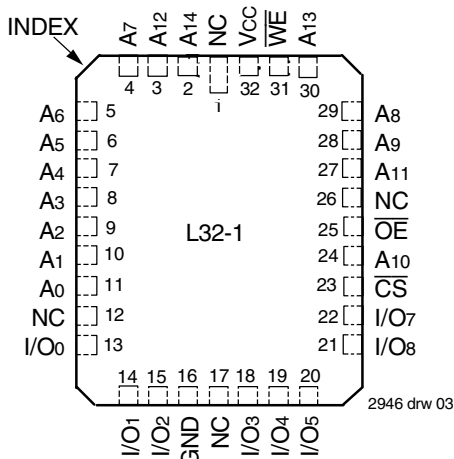 INDEX
A7 A12 A14 NC VCC WE A13
4 3 2 1 32 31 30
A6 5 29 A8
A5 6 28 A9
A4 7 27 A11
A3 8 26 NC
A2 9 L32-1 25 OE
A1 10 24 A10
A0 11 23 CS
NC 12 22 I/O7
I/O0 13 21 I/O8
14 15 16 17 18 19 20
I/O1 I/O2 GND NC I/O3 I/O4 I/O5
2946 drw 03